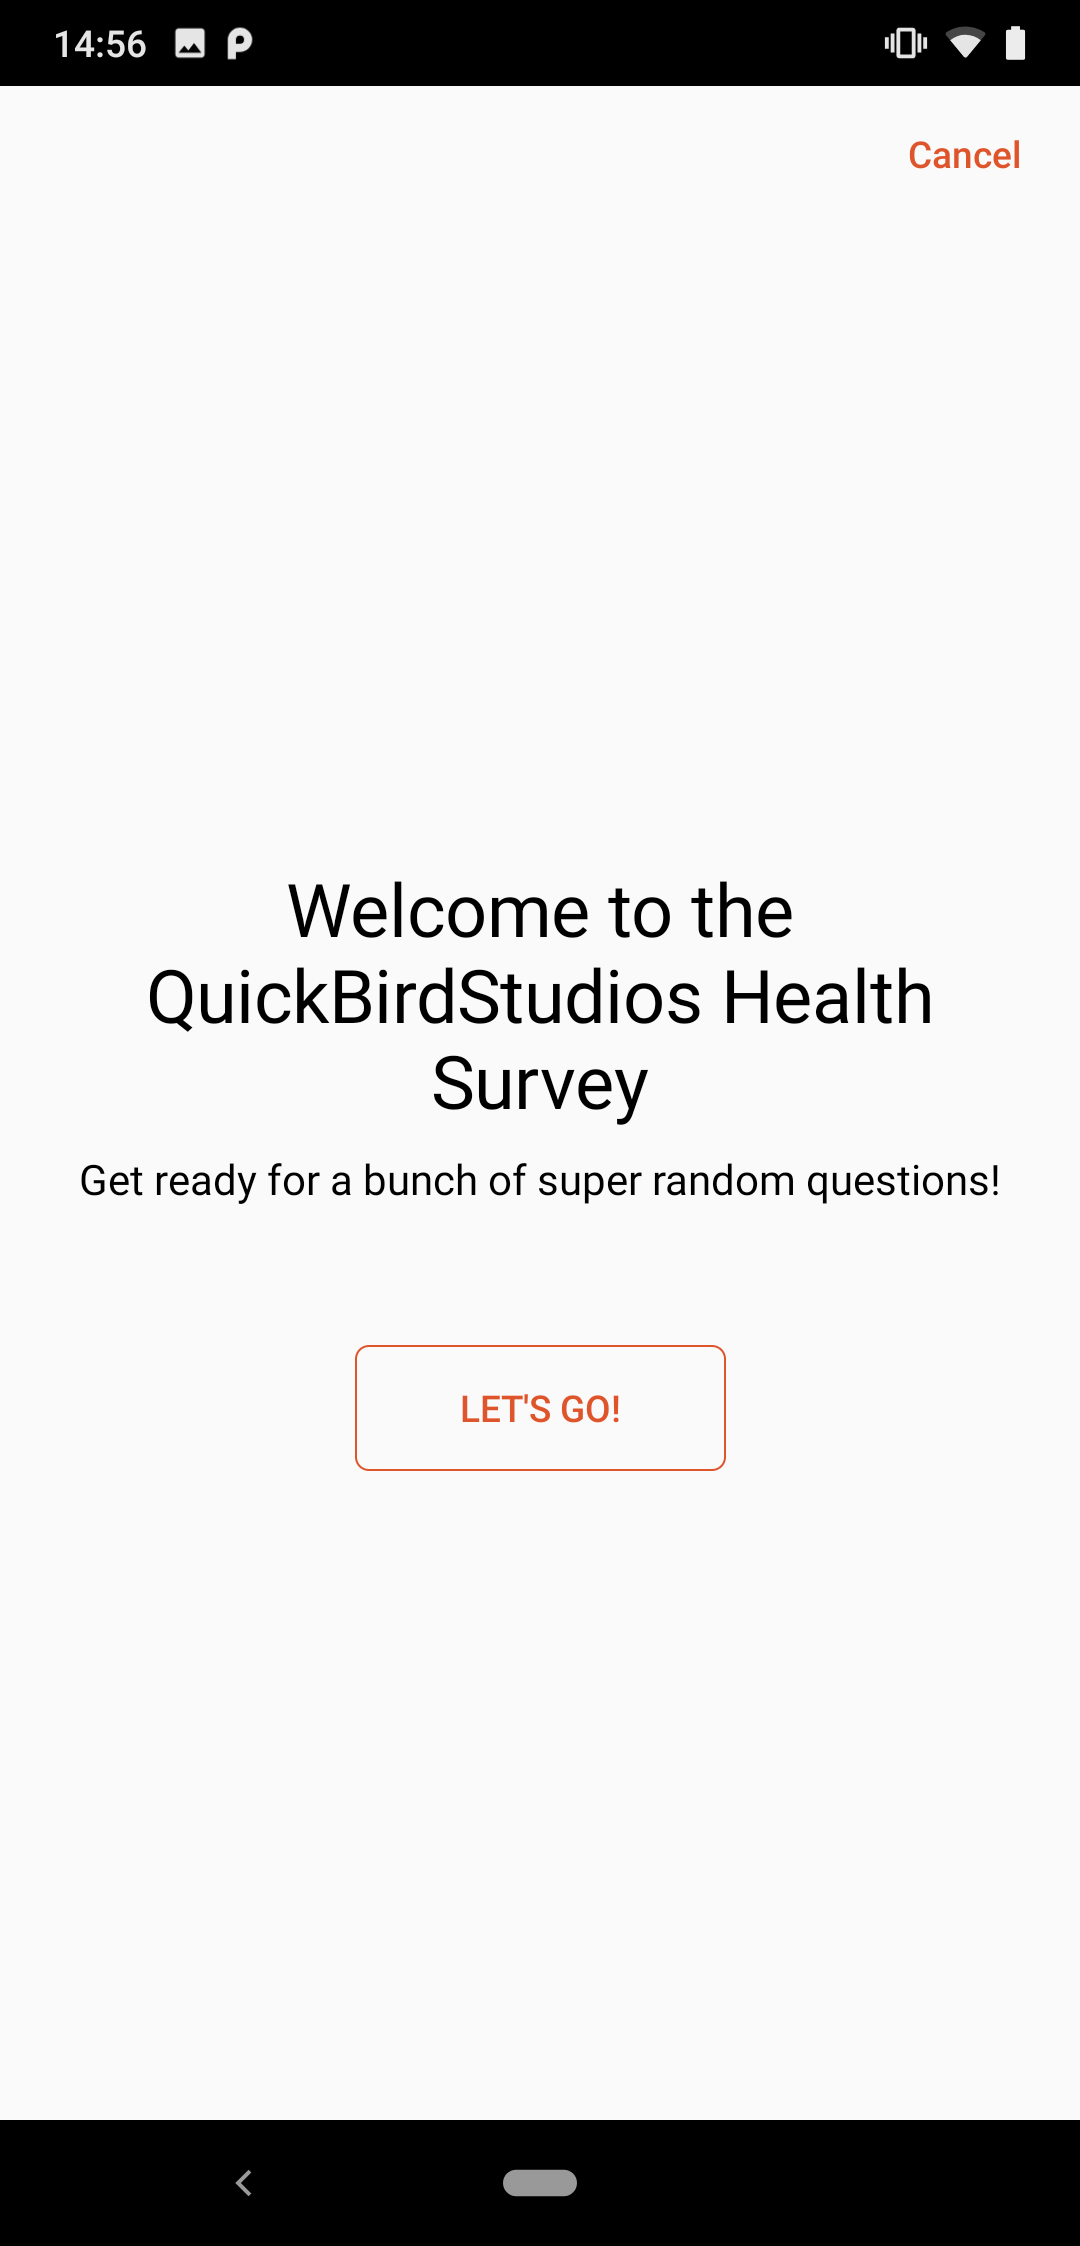 14:56
Cancel
Welcome to the
QuickBirdStudios Health
Survey
Get ready for a bunch of super random questions!
LET'S GO!